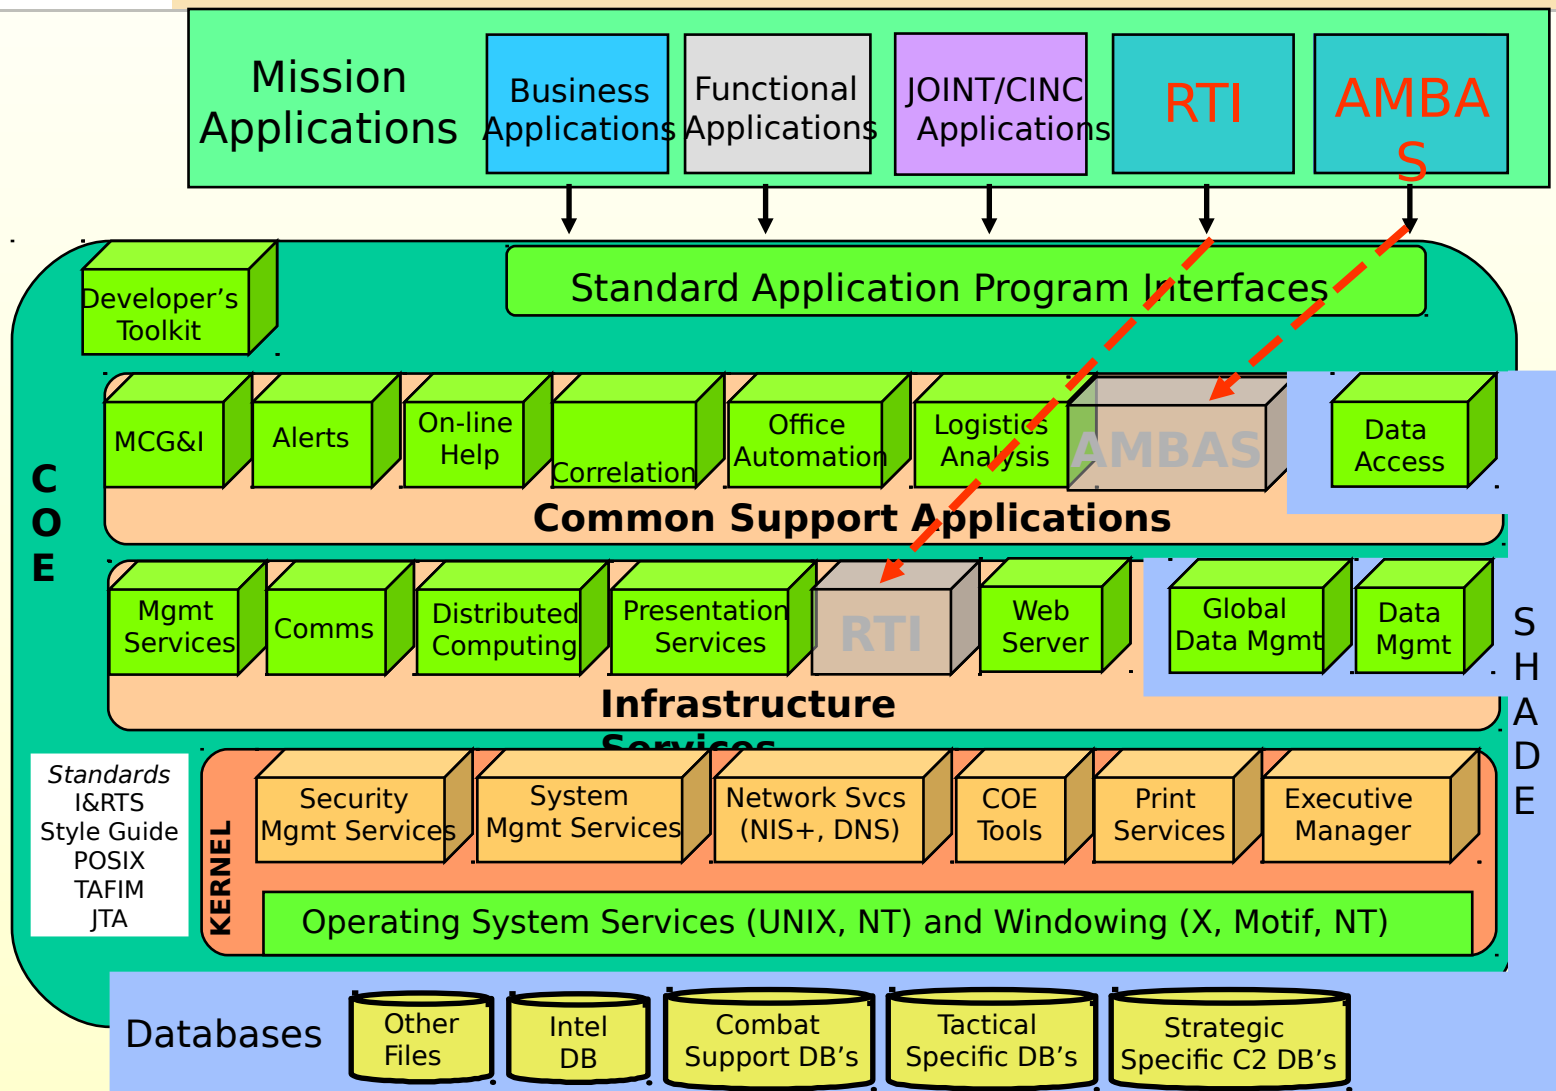 Mission
Applications
Business
Applications
Functional
Applications
JOINT/CINC
Applications
RTI
AMBA
S
Developer’s
Toolkit
Standard Application Program Interfaces
C
O
E
MCG&I
Alerts
On-line
Help
Correlation
Office
Automation
Logistics
Analysis
AMBAS
Data
Access
Common Support Applications
Mgmt
Services
Comms
Distributed
Computing
Presentation
Services
RTI
Web
Server
Global
Data Mgmt
Data
Mgmt
Infrastructure
Services
S
H
A
D
E
Standards
I&RTS
Style Guide
POSIX
TAFIM
JTA
KERNEL
Security
Mgmt Services
System
Mgmt Services
Network Svcs
(NIS+, DNS)
COE
Tools
Print
Services
Executive
Manager
Operating System Services (UNIX, NT) and Windowing (X, Motif, NT)
Databases
Other
Files
Intel
DB
Combat
Support DB’s
Tactical
Specific DB’s
Strategic
Specific C2 DB’s